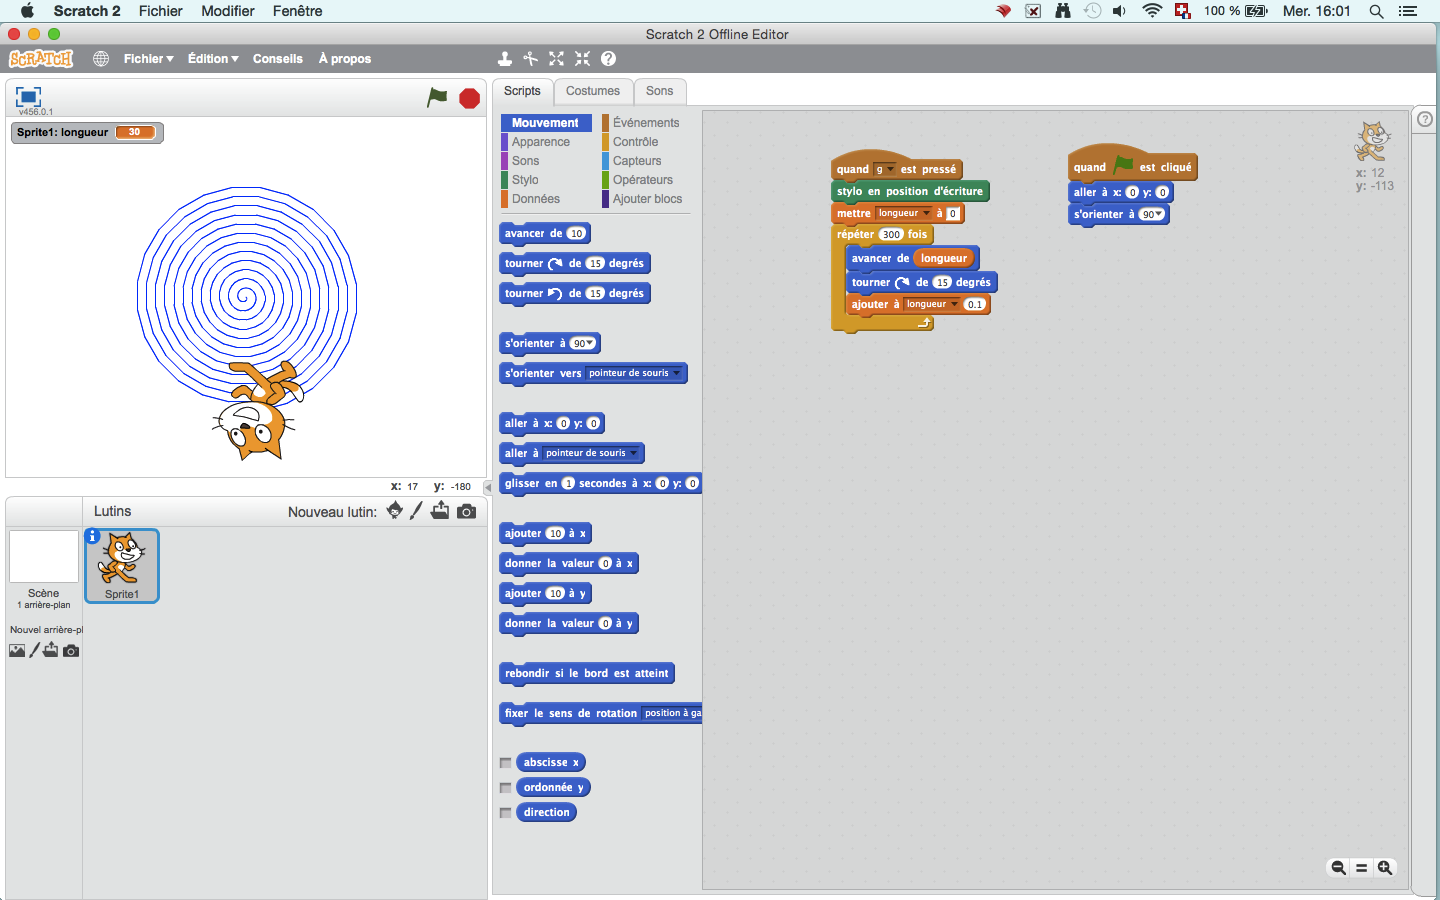 Scratch 2 Fichier Modifier Fenêtre 100 % Mer. 16:01
Scratch 2 Offline Editor
SCRATCH Fichier Édition Conseils À propos
v456.0.1
Sprite1: longueur 30
x: 17 y: -180
Lutins Nouveau lutin:
Scène
1 arrière-plan
Nouvel arrière-pl
Sprite1
Scripts Costumes Sons
Mouvement Événements
Apparence Contrôle
Sons Capteurs
Stylo Opérateurs
Données Ajouter blocs
avancer de 10
tourner de 15 degrés
tourner de 15 degrés
s'orienter à 90
s'orienter vers pointeur de souris
aller à x: 0 y: 0
aller à pointeur de souris
glisser en 1 secondes à x: 0 y: 0
ajouter 10 à x
donner la valeur 0 à x
ajouter 10 à y
donner la valeur 0 à y
rebondir si le bord est atteint
fixer le sens de rotation position à ga
abscisse x
ordonnée y
direction
quand g est pressé
stylo en position d'écriture
mettre longueur à 0
répéter 300 fois
avancer de longueur
tourner de 15 degrés
ajouter à longueur 0.1
quand est cliqué
aller à x: 0 y: 0
s'orienter à 90
x: 12
y: -113